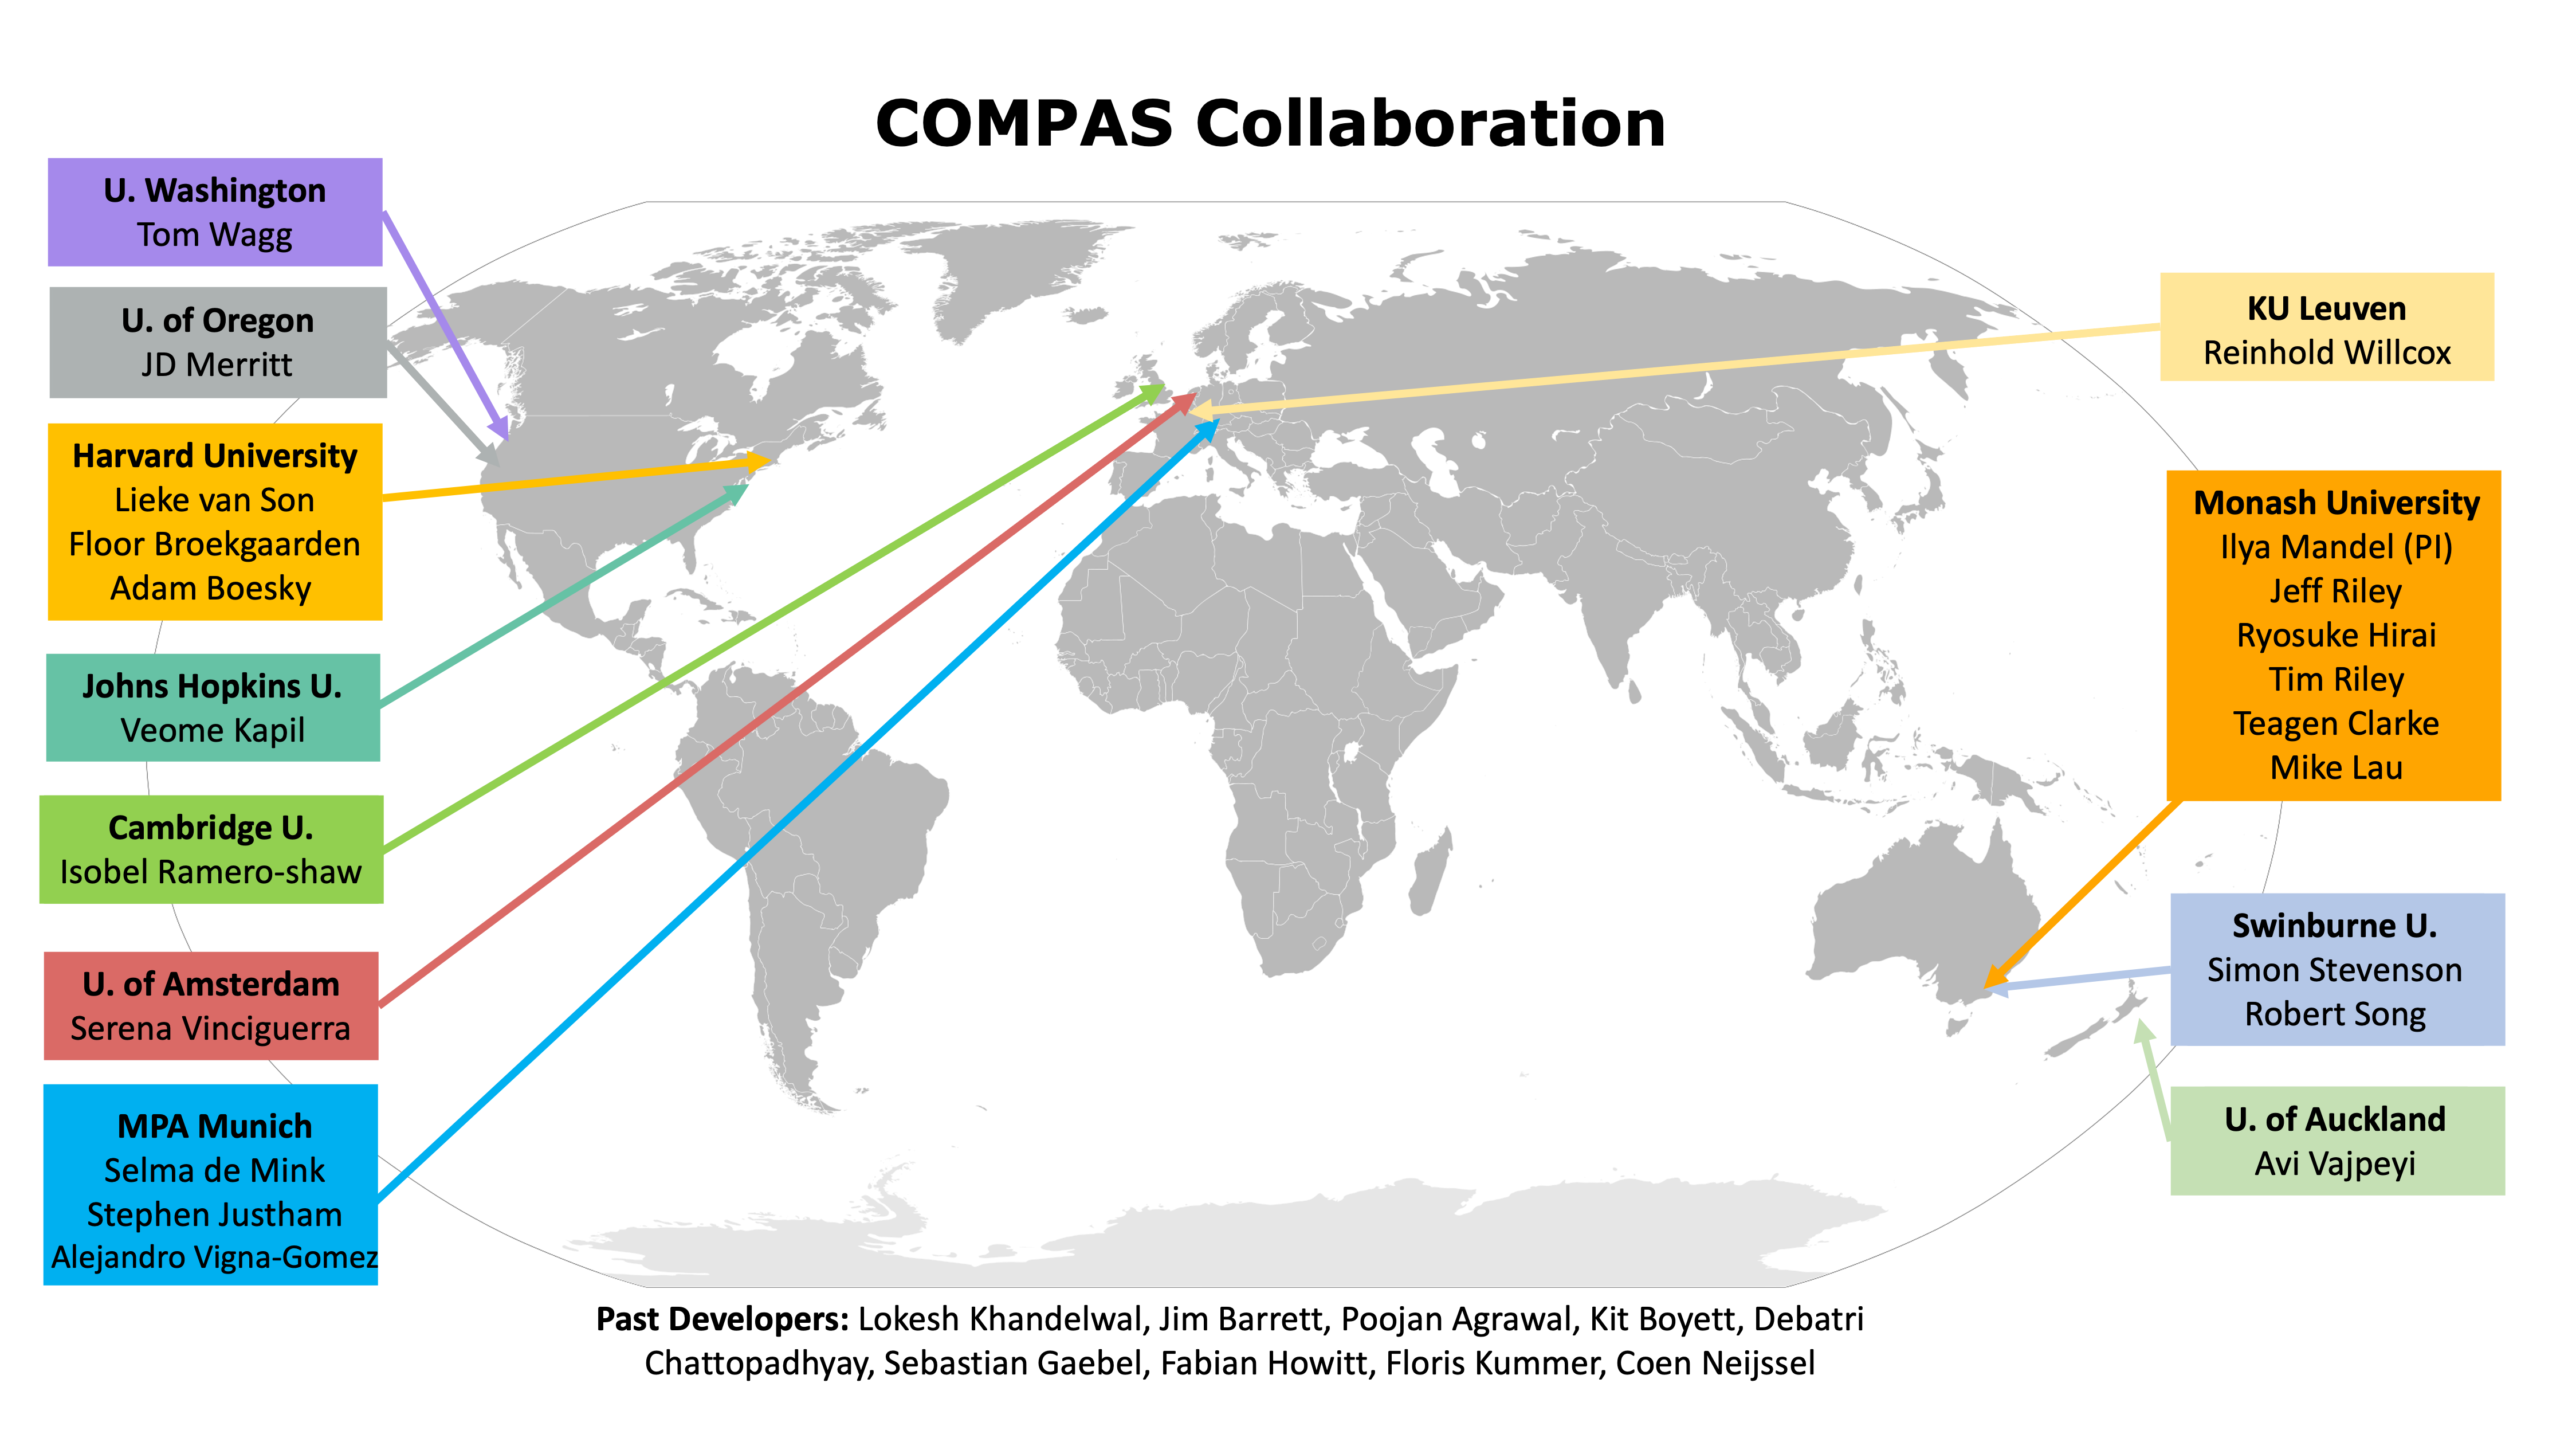 COMPAS Collaboration
U. Washington
Tom Wagg
U. of Oregon
JD Merritt
Harvard University
Lieke van Son
Floor Broekgaarden
Adam Boesky
Johns Hopkins U.
Veome Kapil
Cambridge U.
Isobel Ramero-shaw
U. of Amsterdam
Serena Vinciguerra
MPA Munich
Selma de Mink
Stephen Justham
Alejandro Vigna-Gomez
KU Leuven
Reinhold Willcox
Monash University
Ilya Mandel (PI)
Jeff Riley
Ryosuke Hirai
Tim Riley
Teagen Clarke
Mike Lau
Swinburne U.
Simon Stevenson
Robert Song
U. of Auckland
Avi Vajpeyi
Past Developers: Lokesh Khandelwal, Jim Barrett, Poojan Agrawal, Kit Boyett, Debatri
Chattopadhyay, Sebastian Gaebel, Fabian Howitt, Floris Kummer, Coen Neijssel